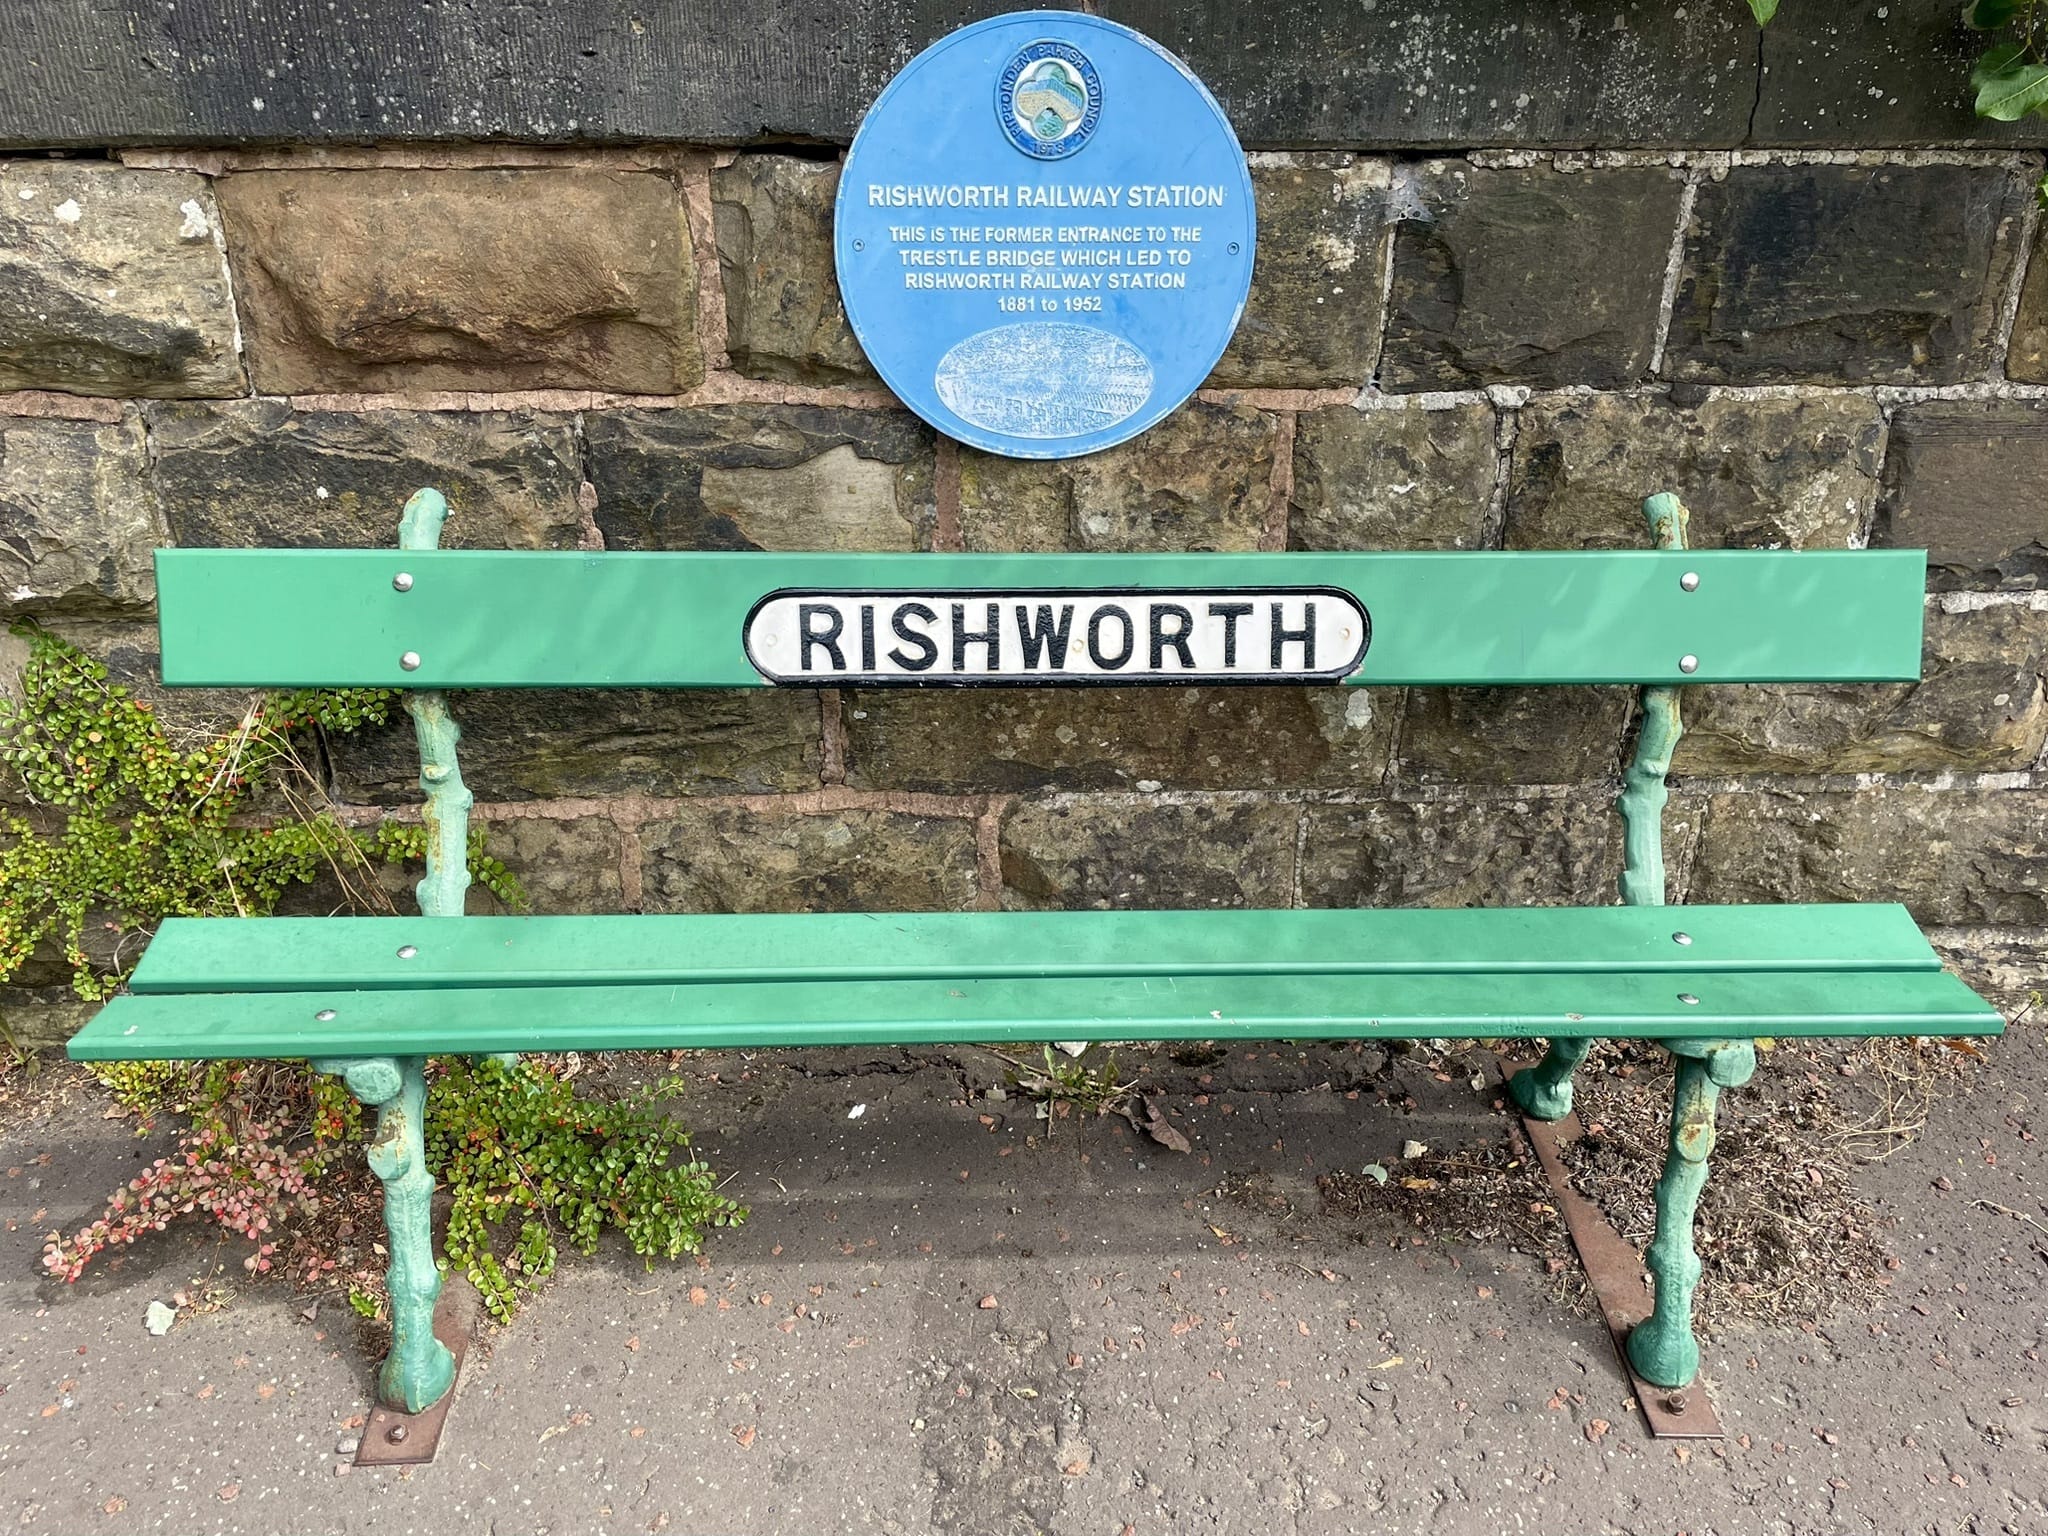 RIPPONDEN PARISH COUNCIL
1973
RISHWORTH RAILWAY STATION
THIS iS THE FORMER ENTRANCE TO THE
TRESTLE BRIDGE WHICH LED TO
RISHWORTH RAILWAY STATION
1881 to 1952
RISHWORTH